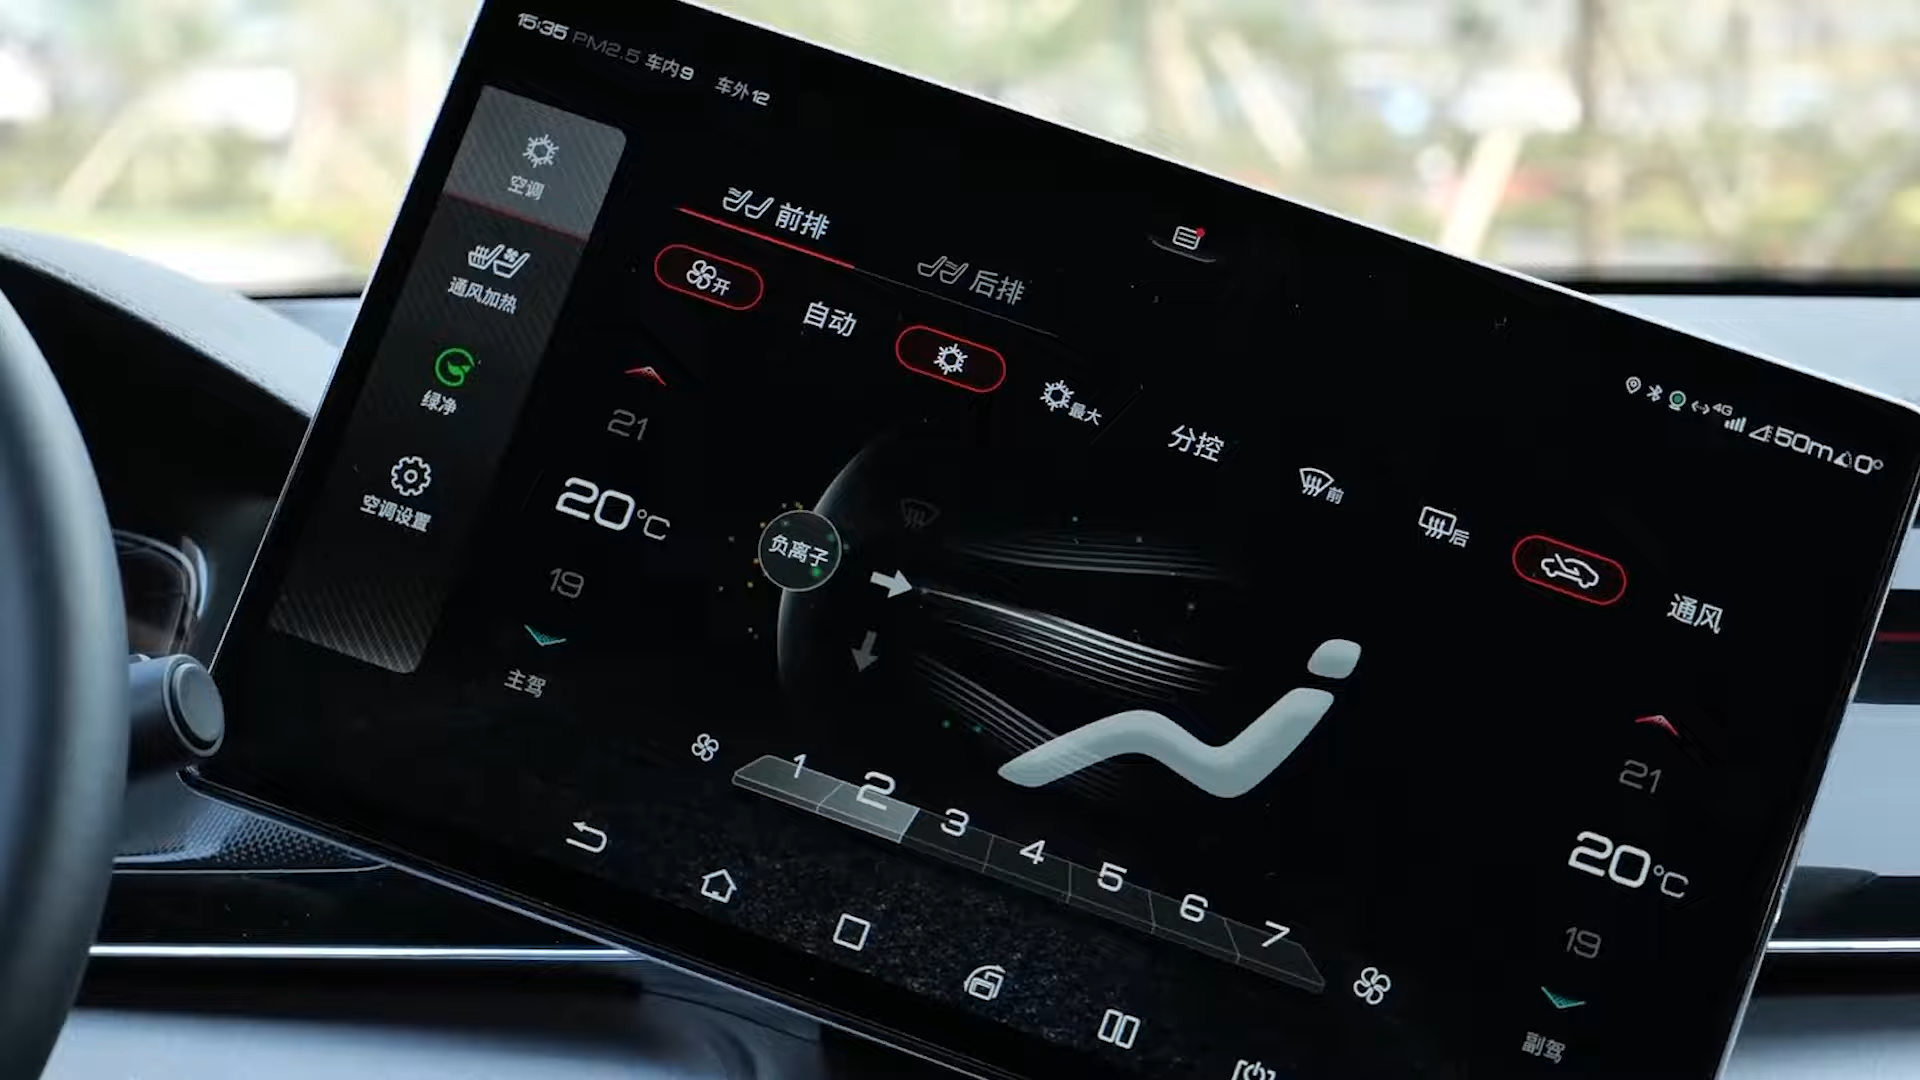 15:35 PM2.5 车内9 车外12
4G 50m 0°
空调
通风加热
绿净
空调设置
前排
后排
开
自动
最大
分控
前
后
通风
21
20°C
19
主驾
负离子
1 2 3 4 5 6 7
21
20°C
19
副驾